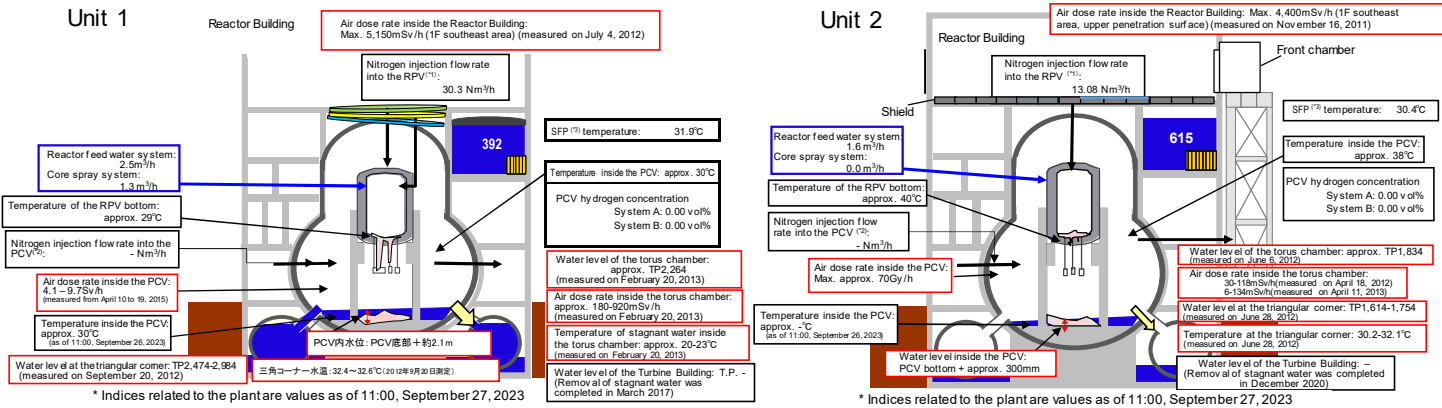 Unit 1
Reactor Building
Air dose rate inside the Reactor Building:
Max. 5,150mSv/h (1F southeast area) (measured on July 4, 2012)
Nitrogen injection flow rate
into the RPV(*1):
30.3 Nm³/h
392
SFP (*3) temperature: 31.9℃
Reactor feed water system:
2.5m³/h
Core spray system:
1.3 m³/h
Temperature inside the PCV: approx. 30℃
PCV hydrogen concentration
System A: 0.00 vol%
System B: 0.00 vol%
Temperature of the RPV bottom:
approx. 29℃
Nitrogen injection flow rate into the
PCV(*2): - Nm³/h
Water level of the torus chamber:
approx. TP2,264
(measured on February 20, 2013)
Air dose rate inside the PCV:
4.1 – 9.7Sv/h
(measured from April 10 to 19, 2015)
Air dose rate inside the torus chamber:
approx. 180-920mSv/h
(measured on February 20, 2013)
Temperature inside the PCV:
approx. 30℃
(as of 11:00, September 26, 2023)
PCV内水位：PCV底部＋約2.1m
Temperature of stagnant water inside
the torus chamber: approx. 20-23℃
(measured on February 20, 2013)
Water level at the triangular corner: TP2,474-2,984
(measured on September 20, 2012)
三角コーナー水温：32.4～32.6℃（2012年9月20日測定）
Water level of the Turbine Building: T.P. -
(Removal of stagnant water was
completed in March 2017)
* Indices related to the plant are values as of 11:00, September 27, 2023
Unit 2
Air dose rate inside the Reactor Building: Max. 4,400mSv/h (1F southeast
area, upper penetration surface) (measured on November 16, 2011)
Reactor Building
Front chamber
Nitrogen injection flow rate
into the RPV (*1):
13.08 Nm³/h
Shield
615
SFP (*3) temperature: 30.4℃
Reactor feed water system:
1.6 m³/h
Core spray system:
0.0 m³/h
Temperature inside the PCV:
approx. 38℃
PCV hydrogen concentration
System A: 0.00 vol%
System B: 0.00 vol%
Temperature of the RPV bottom:
approx. 40℃
Nitrogen injection flow
rate into the PCV (*2):
- Nm³/h
Water level of the torus chamber: approx. TP1,834
(measured on June 6, 2012)
Air dose rate inside the PCV:
Max. approx. 70Gy/h
Air dose rate inside the torus chamber:
30-118mSv/h(measured on April 18, 2012)
6-134mSv/h(measured on April 11, 2013)
Water level at the triangular corner: TP1,614-1,754
(measured on June 28, 2012)
Temperature inside the PCV:
approx. -℃
(as of 11:00, September 26, 2023)
Temperature at the triangular corner: 30.2-32.1℃
(measured on June 28, 2012)
Water level inside the PCV:
PCV bottom + approx. 300mm
Water level of the Turbine Building: –
(Removal of stagnant water was completed
in December 2020)
* Indices related to the plant are values as of 11:00, September 27, 2023